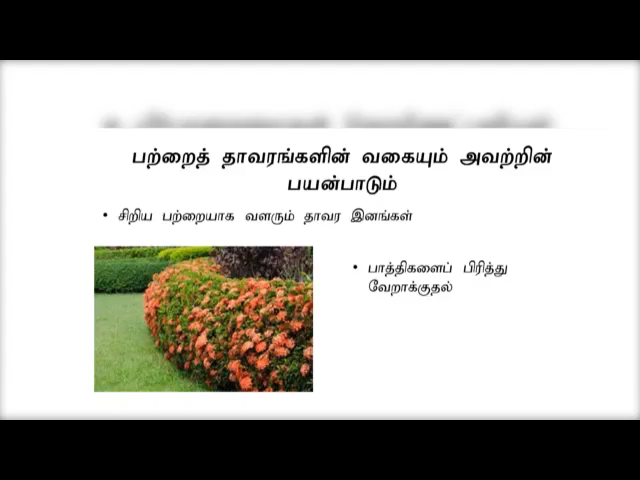 பற்றைத் தாவரங்களின் வகையும் அவற்றின்
பயன்பாடும்
• சிறிய பற்றையாக வளரும் தாவர இனங்கள்
• பாத்திகளைப் பிரித்து
வேறாக்குதல்